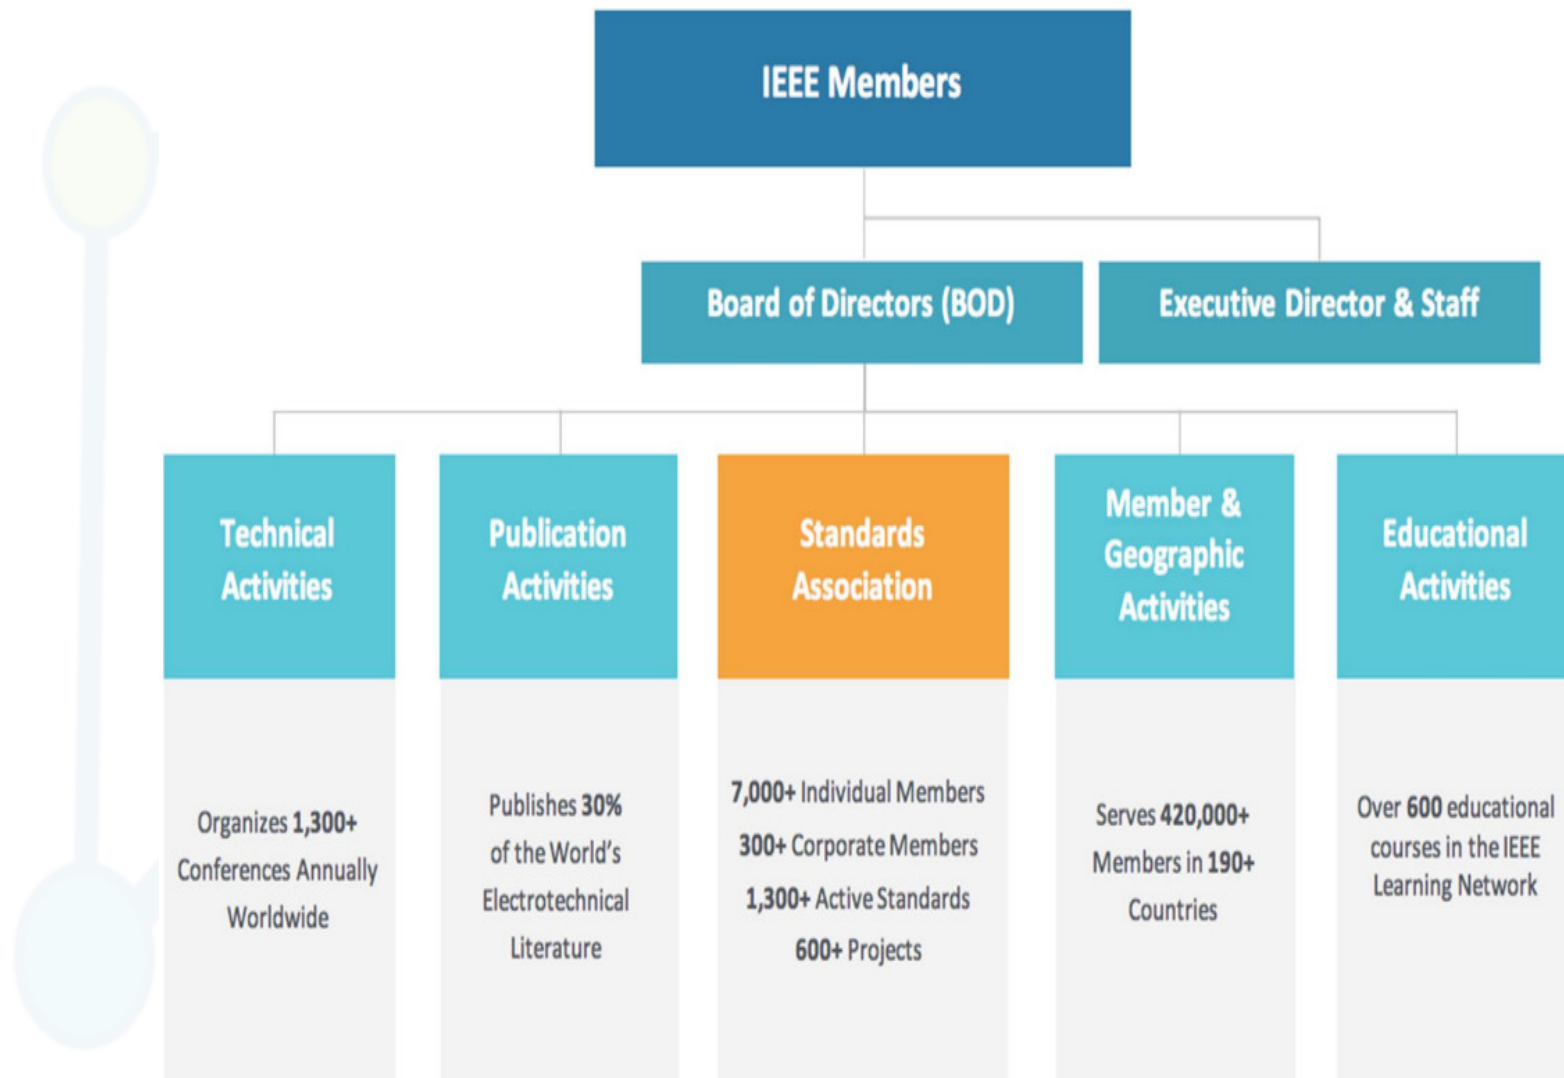 IEEE Members
Board of Directors (BOD)
Executive Director & Staff
Technical
Activities
Publication
Activities
Standards
Association
Member &
Geographic
Activities
Educational
Activities
Organizes 1,300+
Conferences Annually
Worldwide
Publishes 30%
of the World's
Electrotechnical
Literature
7,000+ Individual Members
300+ Corporate Members
1,300+ Active Standards
600+ Projects
Serves 420,000+
Members in 190+
Countries
Over 600 educational
courses in the IEEE
Learning Network